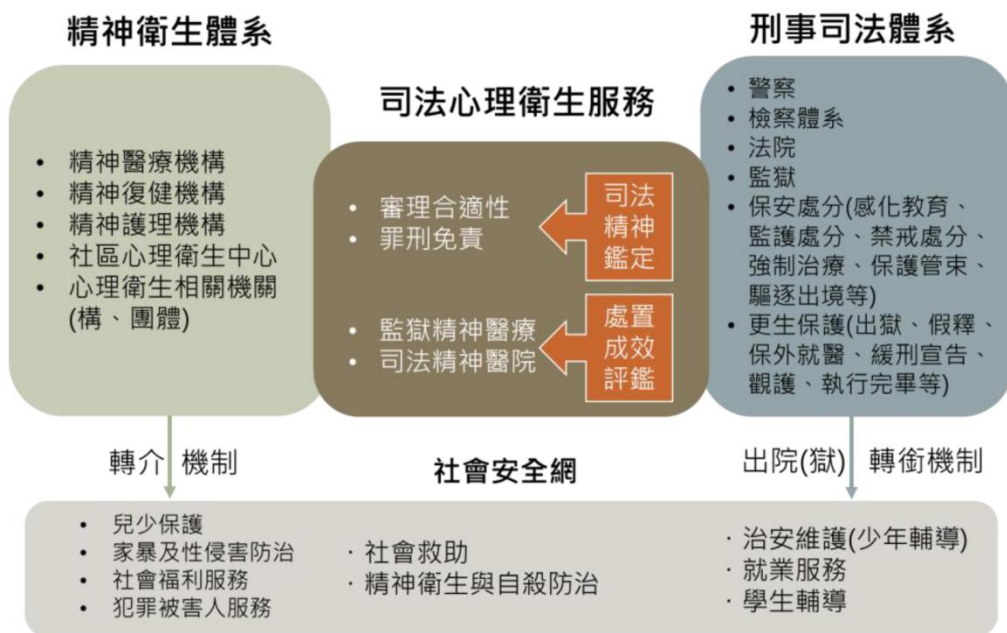 精神衛生體系
• 精神醫療機構
• 精神復健機構
• 精神護理機構
• 社區心理衛生中心
• 心理衛生相關機關
(構、團體)
司法心理衛生服務
• 審理合適性
• 罪刑免責
司法
精神
鑑定
• 監獄精神醫療
• 司法精神醫院
處置
成效
評鑑
刑事司法體系
• 警察
• 檢察體系
• 法院
• 監獄
• 保安處分(感化教育、
監護處分、禁戒處分、
強制治療、保護管束、
驅逐出境等)
• 更生保護(出獄、假釋、
保外就醫、緩刑宣告、
觀護、執行完畢等)
轉介 機制
出院(獄) 轉銜機制
社會安全網
• 兒少保護
• 家暴及性侵害防治
• 社會福利服務
• 犯罪被害人服務
· 社會救助
· 精神衛生與自殺防治
· 治安維護(少年輔導)
· 就業服務
· 學生輔導